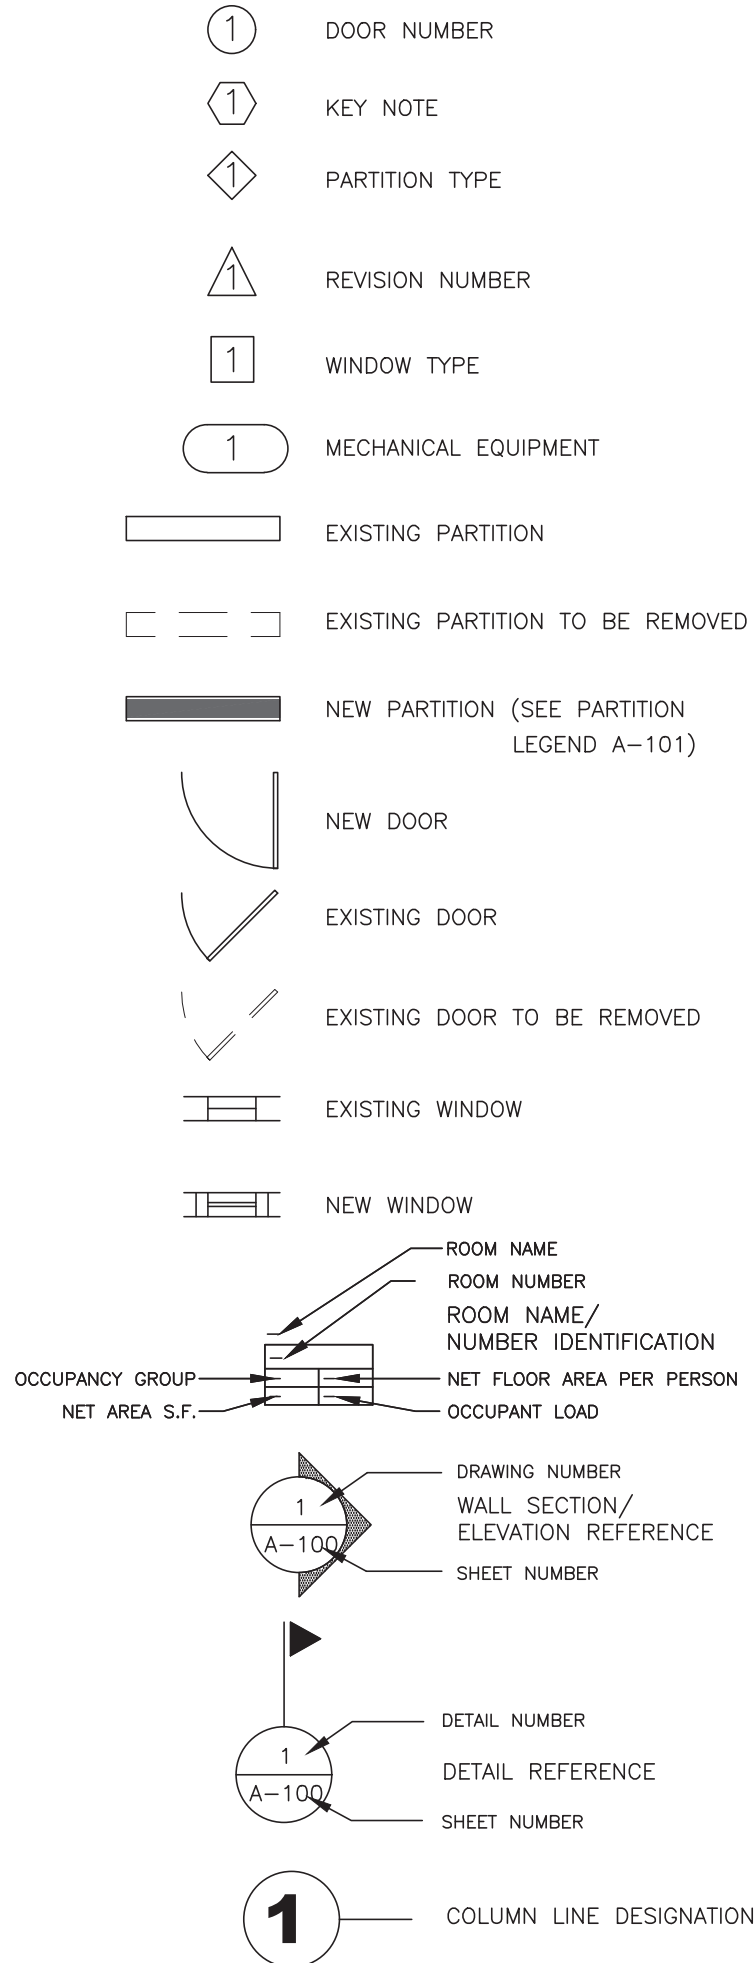 1 DOOR NUMBER
1 KEY NOTE
1 PARTITION TYPE
1 REVISION NUMBER
1 WINDOW TYPE
1 MECHANICAL EQUIPMENT
EXISTING PARTITION
EXISTING PARTITION TO BE REMOVED
NEW PARTITION (SEE PARTITION
LEGEND A-101)
NEW DOOR
EXISTING DOOR
EXISTING DOOR TO BE REMOVED
EXISTING WINDOW
NEW WINDOW
ROOM NAME
ROOM NUMBER
ROOM NAME/
NUMBER IDENTIFICATION
OCCUPANCY GROUP NET FLOOR AREA PER PERSON
NET AREA S.F. OCCUPANT LOAD
DRAWING NUMBER
1 WALL SECTION/
A-100 ELEVATION REFERENCE
SHEET NUMBER
DETAIL NUMBER
1
DETAIL REFERENCE
A-100
SHEET NUMBER
1 COLUMN LINE DESIGNATION